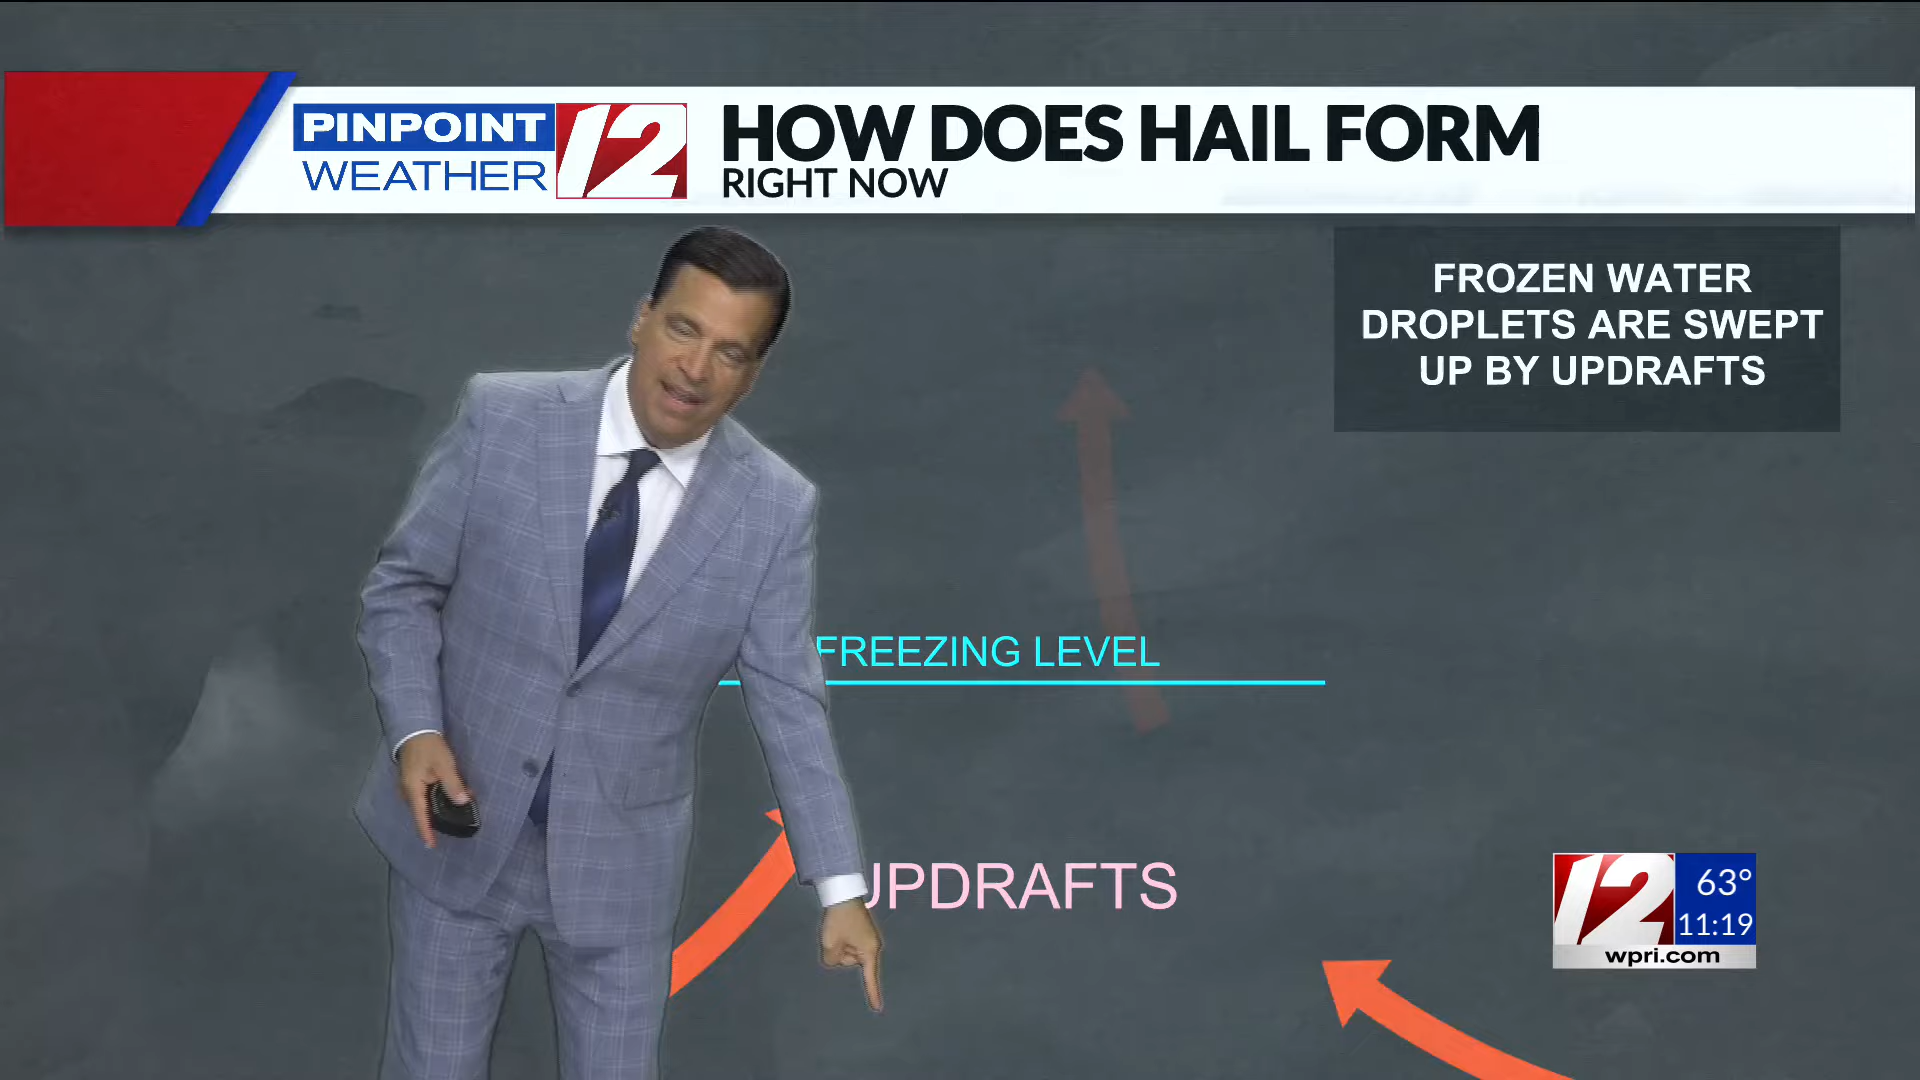 PINPOINT
WEATHER
12
HOW DOES HAIL FORM
RIGHT NOW
FROZEN WATER
DROPLETS ARE SWEPT
UP BY UPDRAFTS
FREEZING LEVEL
UPDRAFTS
12
63°
11:19
wpri.com